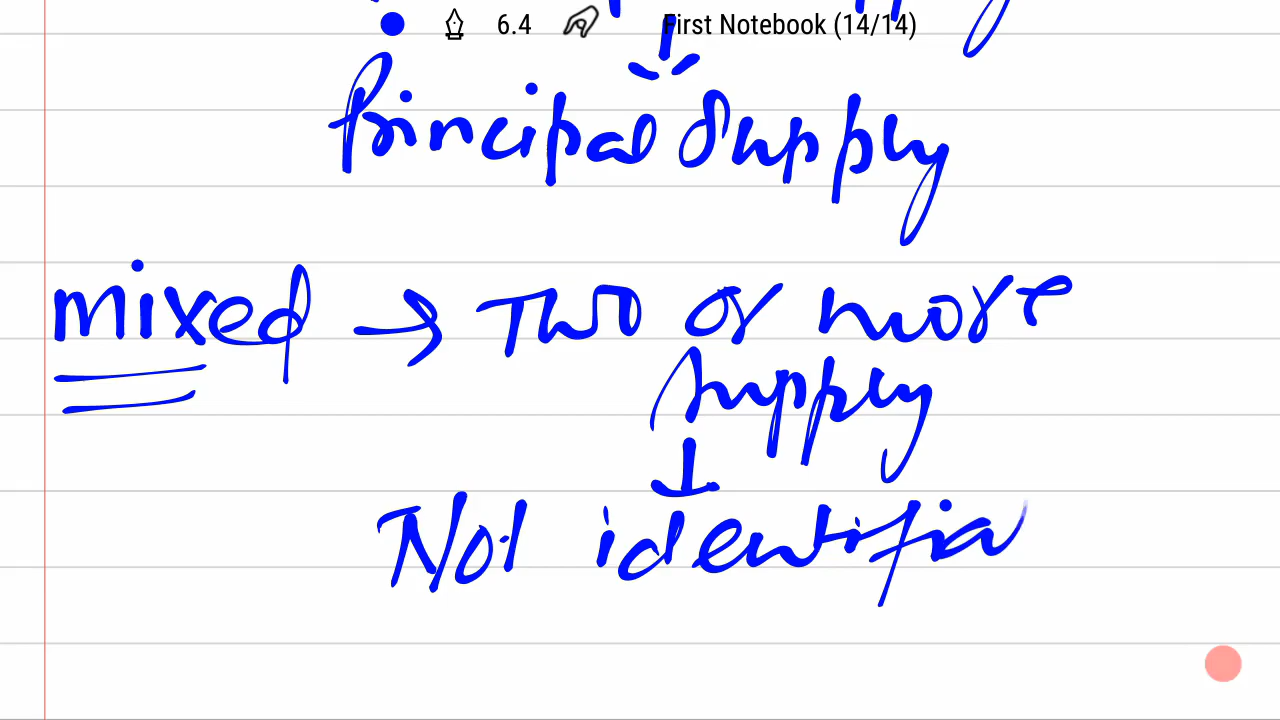 6.4 First Notebook (14/14)
Principal Supply
mixed → Two or more
supply
Not identifia